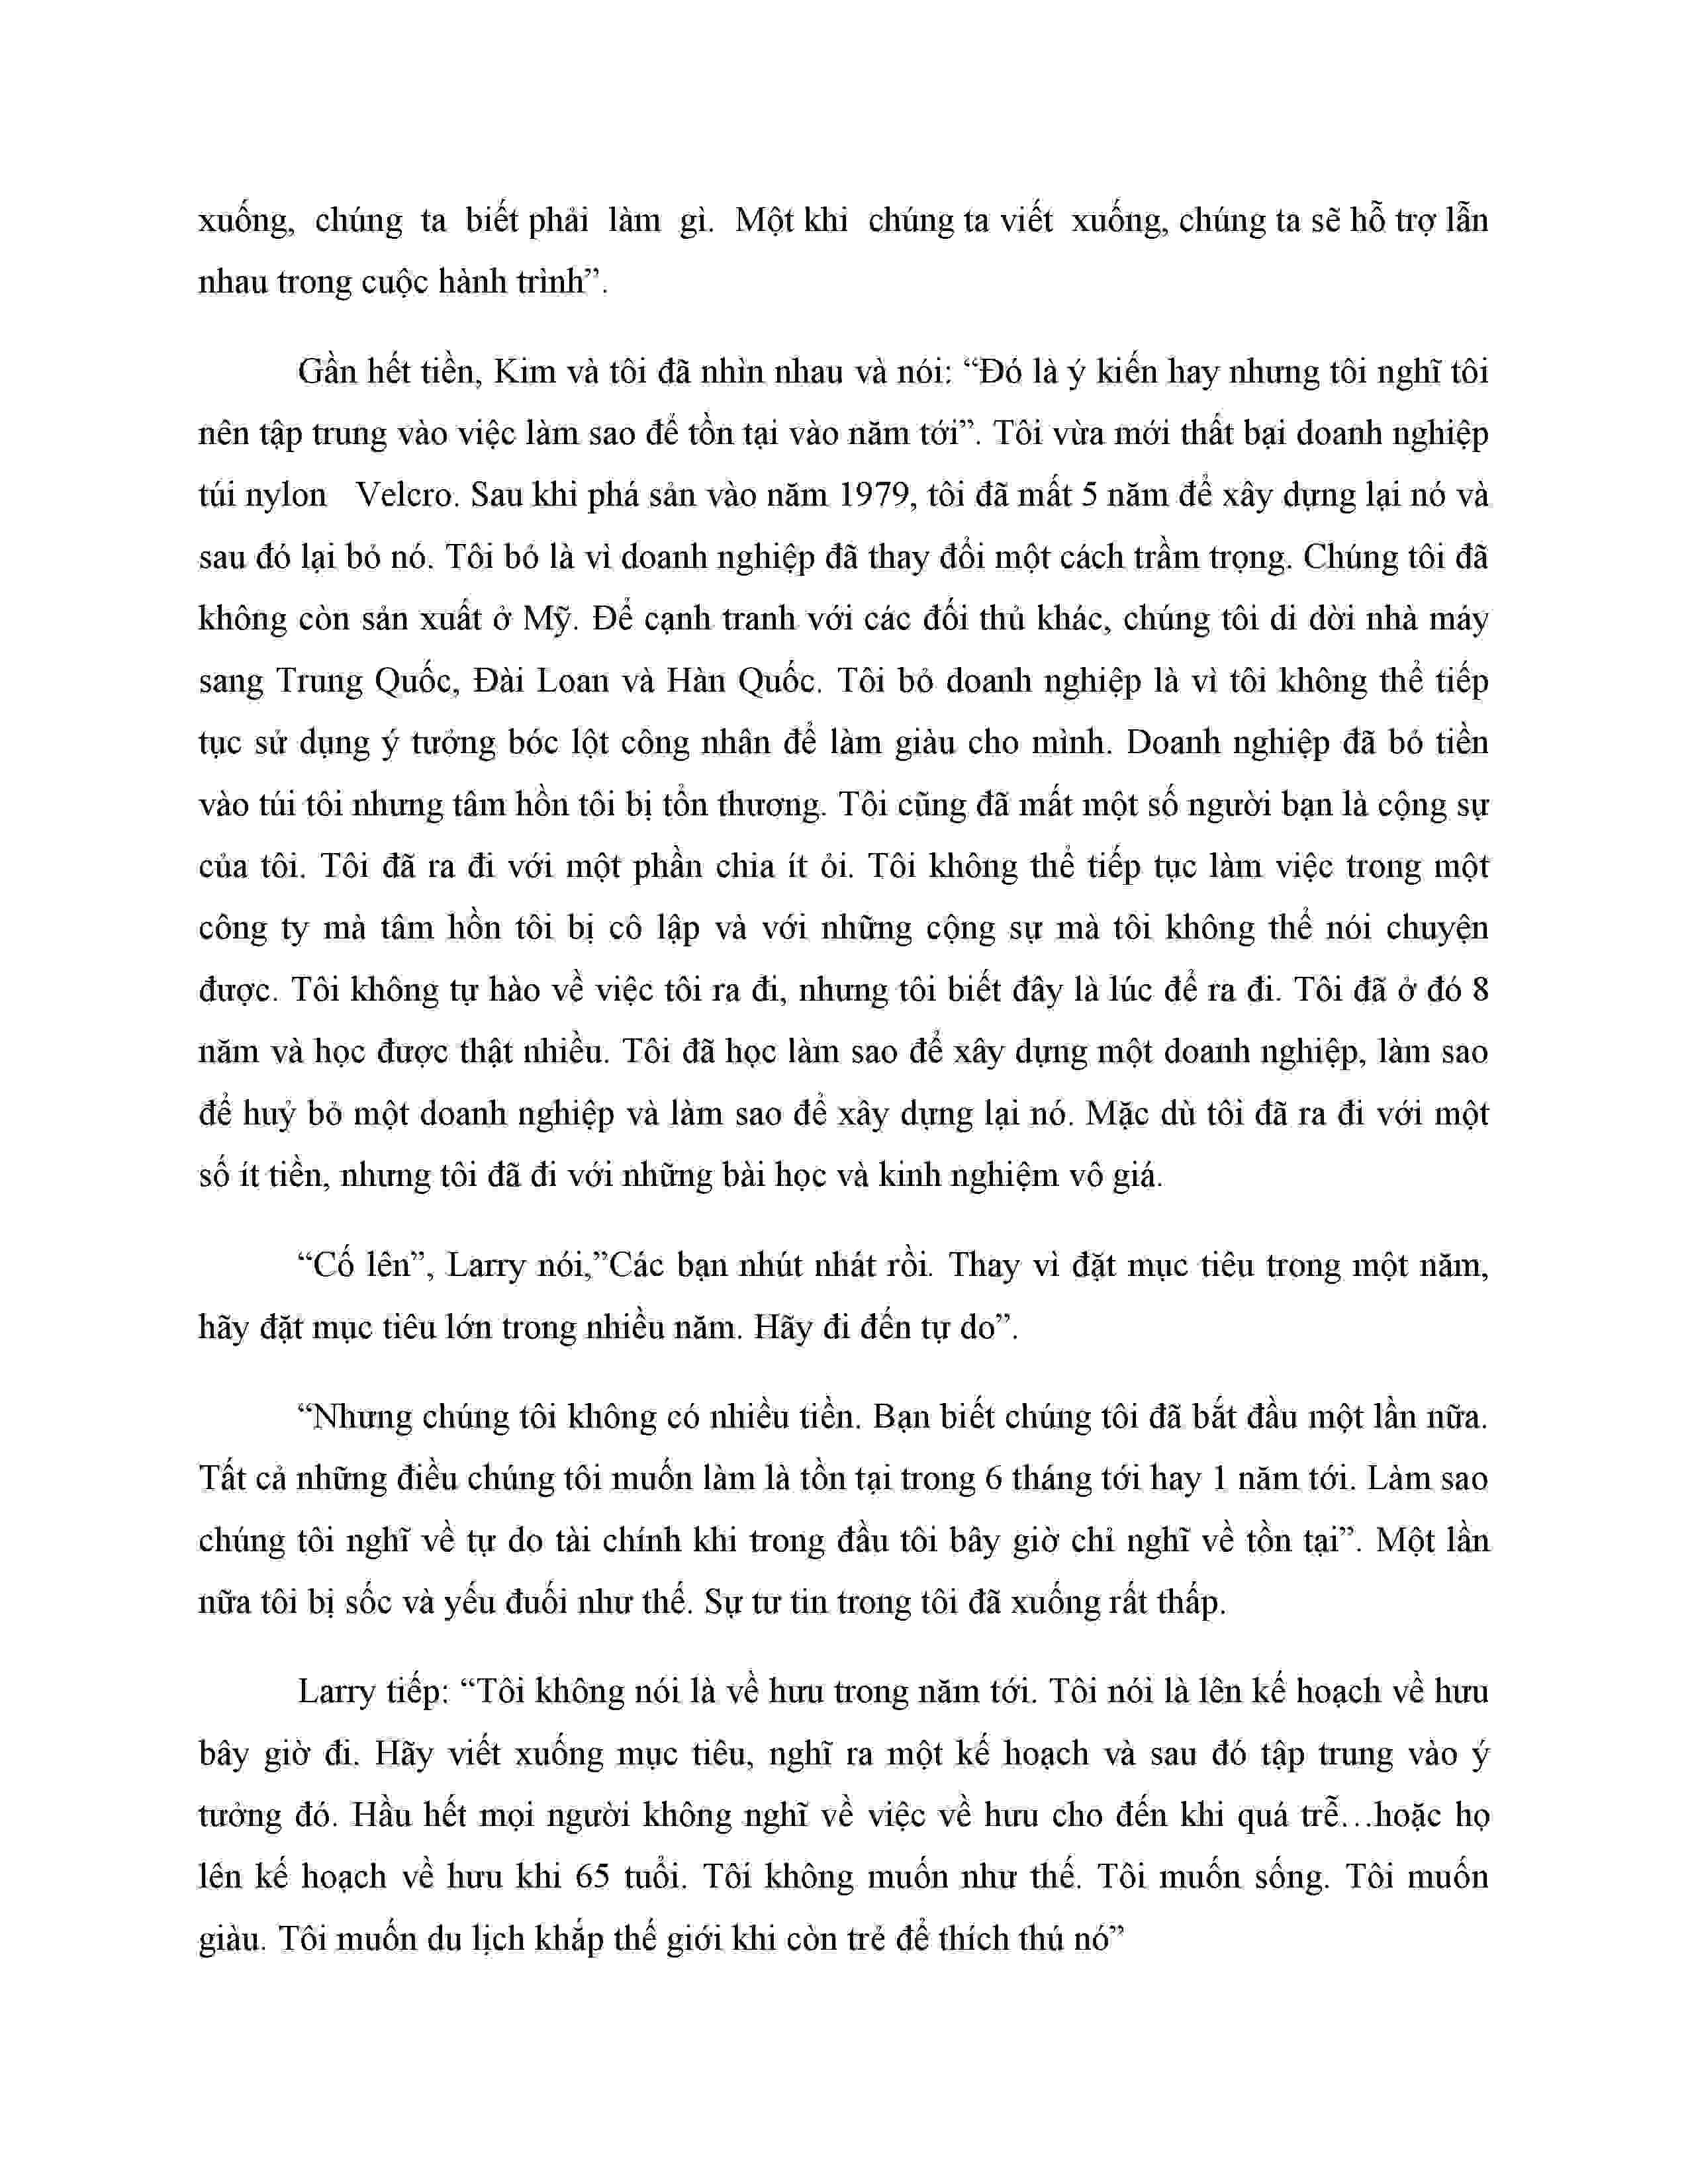 xuống, chúng ta biết phải làm gì. Một khi chúng ta viết xuống, chúng ta sẽ hỗ trợ lẫn
nhau trong cuộc hành trình”.
Gần hết tiền, Kim và tôi đã nhìn nhau và nói: “Đó là ý kiến hay nhưng tôi nghĩ tôi
nên tập trung vào việc làm sao để tồn tại vào năm tới”. Tôi vừa mới thất bại doanh nghiệp
túi nylon Velcro. Sau khi phá sản vào năm 1979, tôi đã mất 5 năm để xây dựng lại nó và
sau đó lại bỏ nó. Tôi bỏ là vì doanh nghiệp đã thay đổi một cách trầm trọng. Chúng tôi đã
không còn sản xuất ở Mỹ. Để cạnh tranh với các đối thủ khác, chúng tôi di dời nhà máy
sang Trung Quốc, Đài Loan và Hàn Quốc. Tôi bỏ doanh nghiệp là vì tôi không thể tiếp
tục sử dụng ý tưởng bóc lột công nhân để làm giàu cho mình. Doanh nghiệp đã bỏ tiền
vào túi tôi nhưng tâm hồn tôi bị tổn thương. Tôi cũng đã mất một số người bạn là cộng sự
của tôi. Tôi đã ra đi với một phần chia ít ỏi. Tôi không thể tiếp tục làm việc trong một
công ty mà tâm hồn tôi bị cô lập và với những cộng sự mà tôi không thể nói chuyện
được. Tôi không tự hào về việc tôi ra đi, nhưng tôi biết đây là lúc để ra đi. Tôi đã ở đó 8
năm và học được thật nhiều. Tôi đã học làm sao để xây dựng một doanh nghiệp, làm sao
để huỷ bỏ một doanh nghiệp và làm sao để xây dựng lại nó. Mặc dù tôi đã ra đi với một
số ít tiền, nhưng tôi đã đi với những bài học và kinh nghiệm vô giá.
“Cố lên”, Larry nói,”Các bạn nhút nhát rồi. Thay vì đặt mục tiêu trong một năm,
hãy đặt mục tiêu lớn trong nhiều năm. Hãy đi đến tự do”.
“Nhưng chúng tôi không có nhiều tiền. Bạn biết chúng tôi đã bắt đầu một lần nữa.
Tất cả những điều chúng tôi muốn làm là tồn tại trong 6 tháng tới hay 1 năm tới. Làm sao
chúng tôi nghĩ về tự do tài chính khi trong đầu tôi bây giờ chỉ nghĩ về tồn tại”. Một lần
nữa tôi bị sốc và yếu đuối như thế. Sự tư tin trong tôi đã xuống rất thấp.
Larry tiếp: “Tôi không nói là về hưu trong năm tới. Tôi nói là lên kế hoạch về hưu
bây giờ đi. Hãy viết xuống mục tiêu, nghĩ ra một kế hoạch và sau đó tập trung vào ý
tưởng đó. Hầu hết mọi người không nghĩ về việc về hưu cho đến khi quá trễ…hoặc họ
lên kế hoạch về hưu khi 65 tuổi. Tôí không muốn như thế. Tôi muốn sống. Tôi muốn
giàu. Tôi muốn du lịch khắp thế giới khi còn trẻ để thích thú nó”